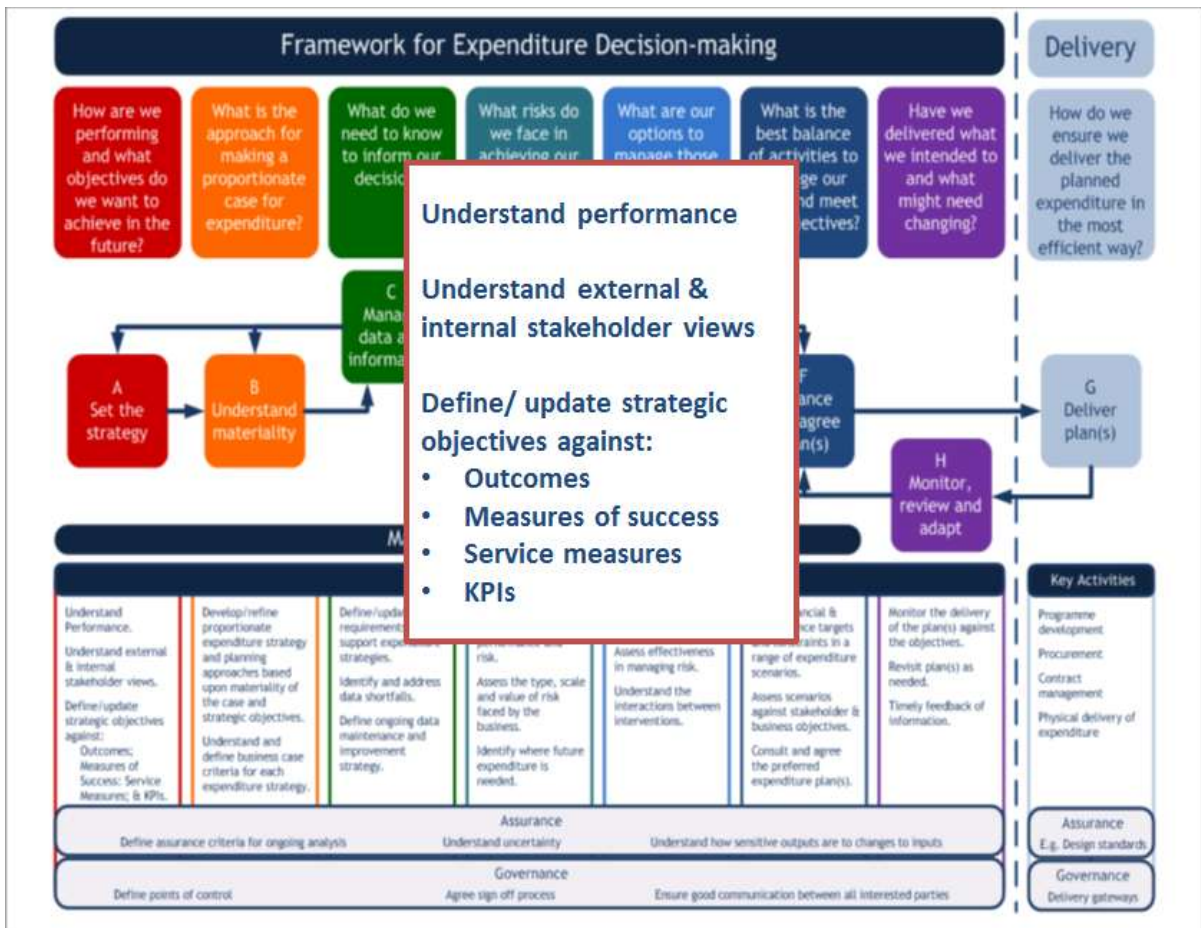 Framework for Expenditure Decision-making
Delivery
How are we
performing
and what
objectives do
we want to
achieve in the
future?
What is the
approach for
making a
proportionate
case for
expenditure?
What do we
need to know
to inform our
What risks do
we face in
achieving our
What are our
options to
manage those
What is the
best balance
of activities to
our
meet
Have we
delivered what
we intended to
and what
might need
changing?
How do we
ensure we
deliver the
planned
expenditure in
the most
efficient way?
Understand performance
Understand external &
internal stakeholder views
Define/ update strategic
objectives against:
• Outcomes
• Measures of success
• Service measures
• KPIs
A
Set the
strategy
B
Understand
materiality
C
data
F
agree
G
Deliver
plan(s)
H
Monitor,
review and
adapt
Understand
Performance.
Understand external
& internal
stakeholder views.
Define/update
strategic objectives
against:
Outcomes;
Measures of
Success: Service
Measures; & KPIs.
Develop/refine
proportionate
expenditure strategy
and planning
approaches based
upon materiality of
the case and
strategic objectives.
Understand and
define business case
criteria for each
expenditure strategy.
support
strategies.
Identify and address
data shortfalls.
Define ongoing data
maintenance and
improvement
strategy.
risk.
Assess the type, scale
and value of risk
faced by the
business.
Identify where future
expenditure is
needed.
Assess effectiveness
in managing risk.
Understand the
interactions between
interventions.
&
targets
in a
range of expenditure
scenarios.
Assess scenarios
against stakeholder &
business objectives.
Consult and agree
the preferred
expenditure plan(s).
Monitor the delivery
of the plan(s) against
the objectives.
Revisit plan(s) as
needed.
Timely feedback of
information.
Key Activities
Programme
development
Procurement
Contract
management
Physical delivery of
expenditure
Assurance
Define assurance criteria for ongoing analysis Understand uncertainty Understand how sensitive outputs are to changes to inputs
Assurance
E.g. Design standards
Governance
Define points of control Agree sign off process Ensure good communication between all interested parties
Governance
Delivery gateways